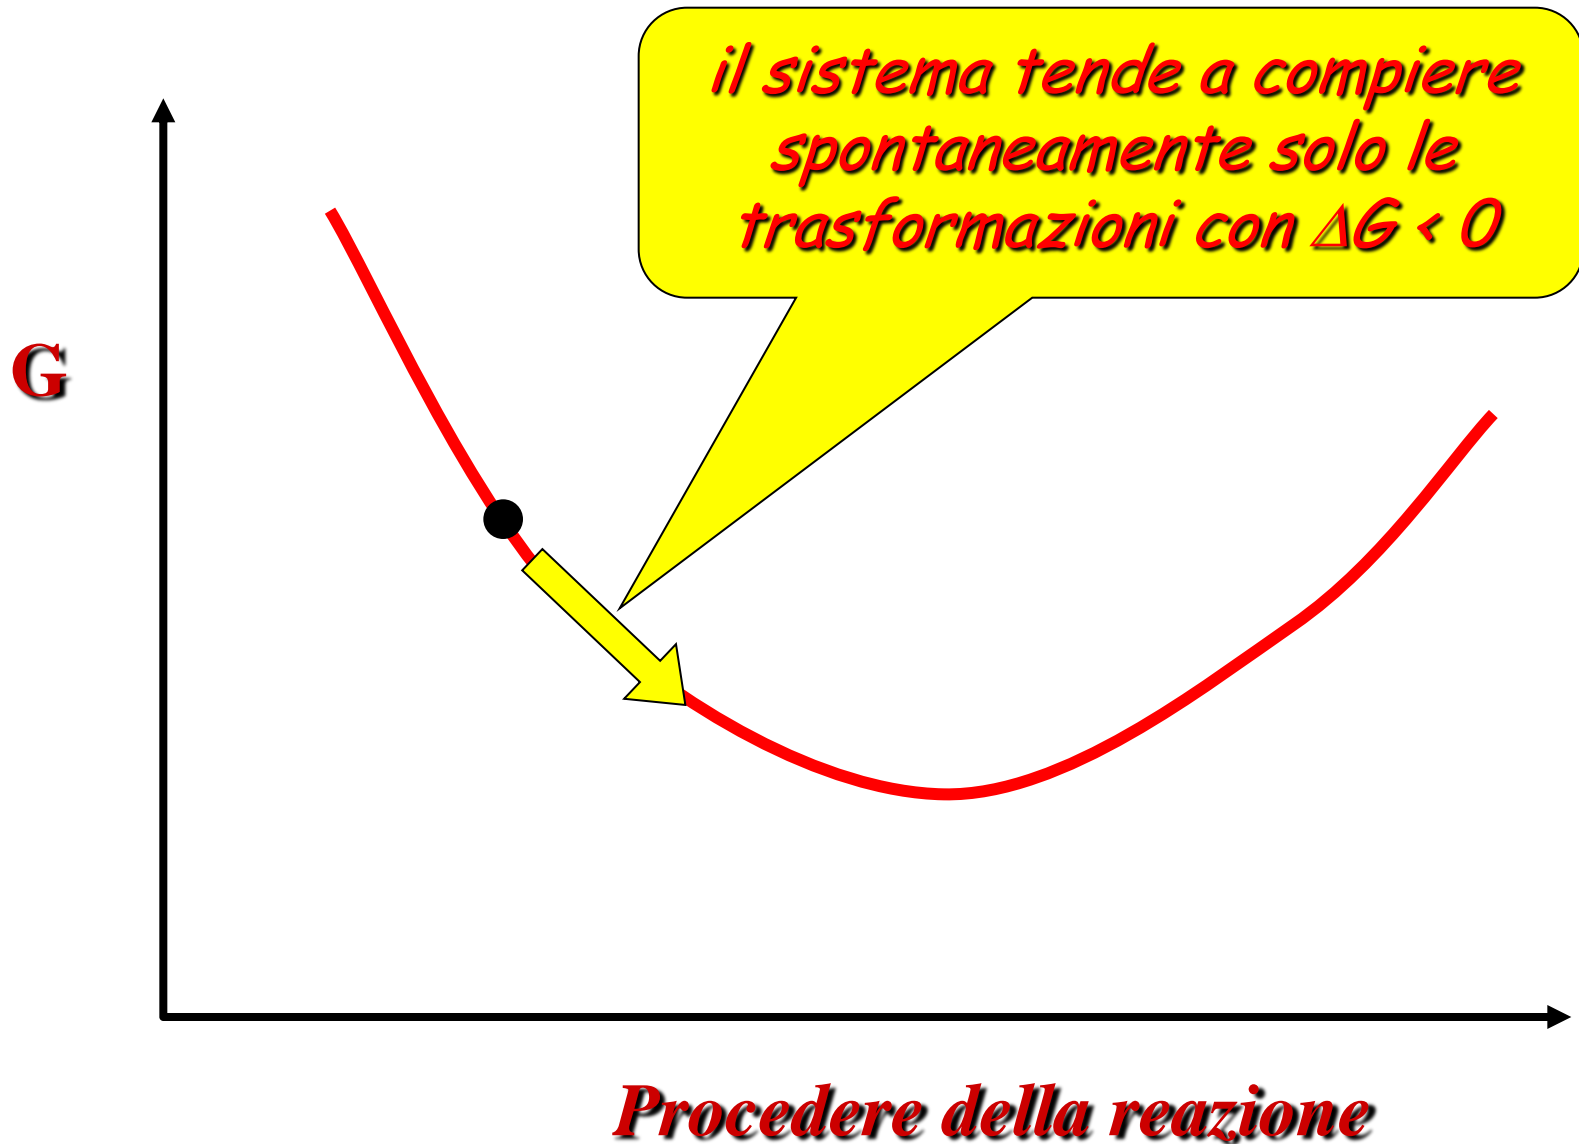 il sistema tende a compiere
spontaneamente solo le
trasformazioni con ΔG < 0
G
Procedere della reazione